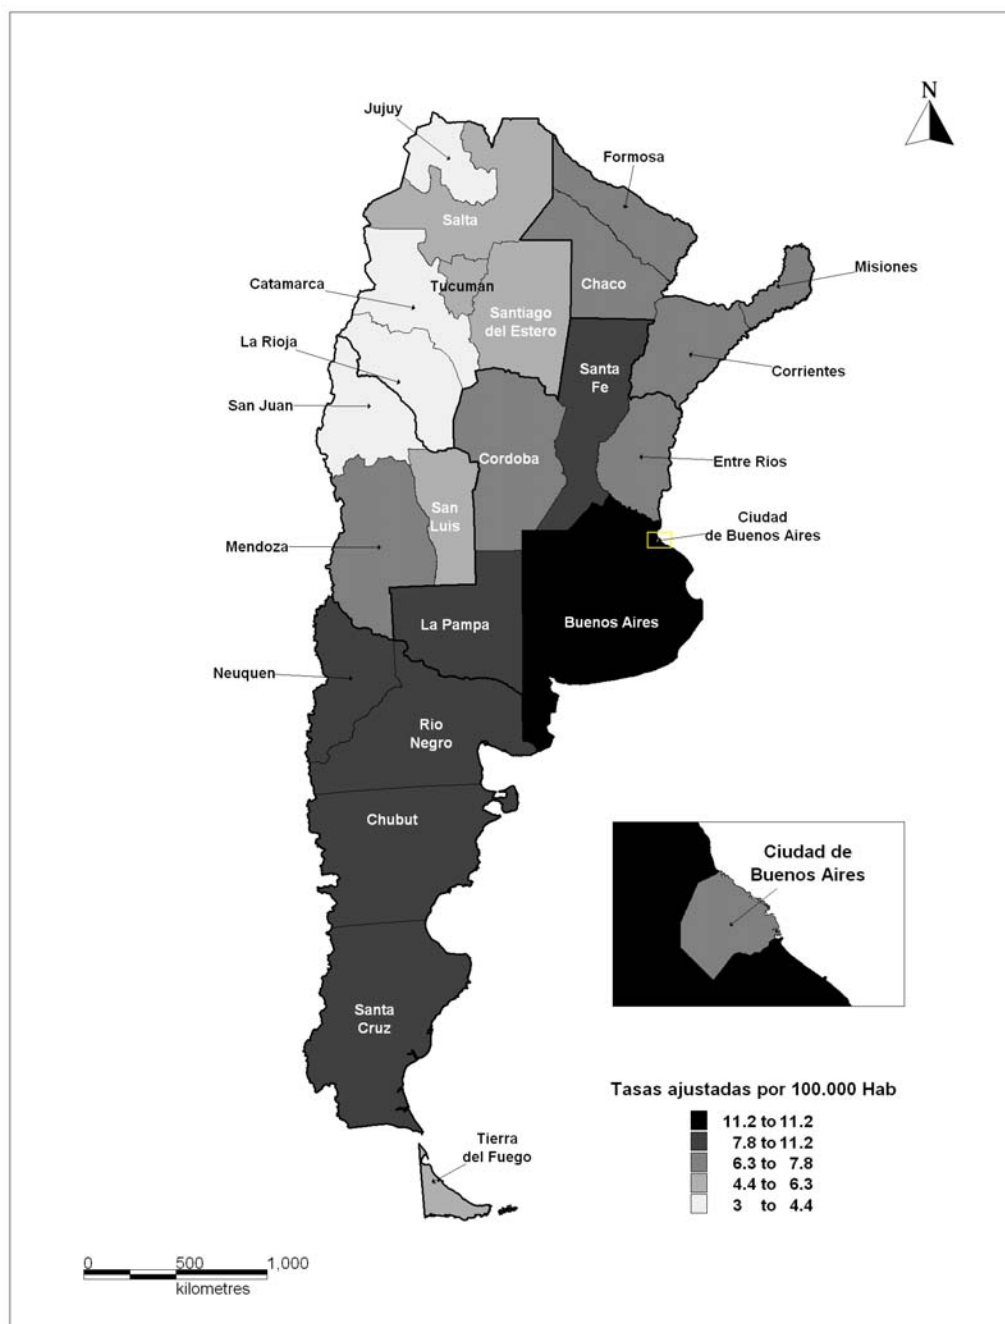 N
Jujuy
Formosa
Salta
Misiones
Catamarca
Tucumán
Chaco
Santiago
del Estero
La Rioja
Santa
Fe
Corrientes
San Juan
Cordoba
Entre Rios
San
Luis
Ciudad
de Buenos Aires
Mendoza
La Pampa
Buenos Aires
Neuquen
Rio
Negro
Chubut
Ciudad de
Buenos Aires
Santa
Cruz
Tasas ajustadas por 100.000 Hab
11.2 to 11.2
7.8 to 11.2
6.3 to 7.8
4.4 to 6.3
3 to 4.4
Tierra
del Fuego
0 500 1,000
kilometres